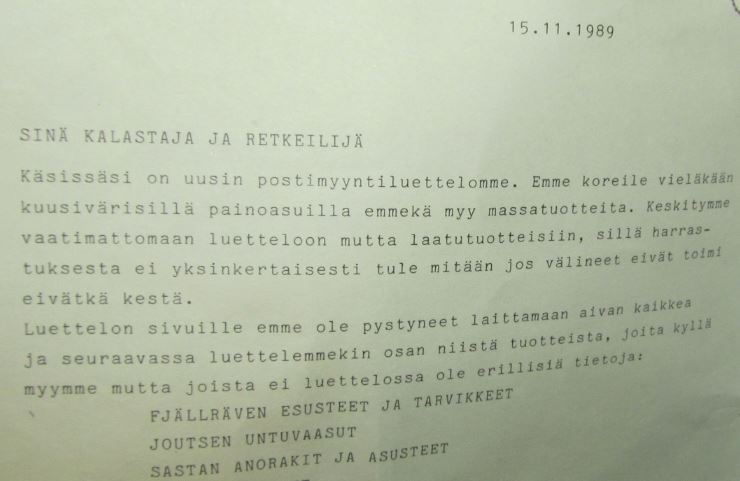 15.11.1989
SINÄ KALASTAJA JA RETKEILIJÄ
Käsissäsi on uusin postimyyntiluettelomme. Emme koreile vieläkään
kuusivärisillä painoasuilla emmekä myy massatuotteita. Keskitymme
vaatimattomaan luetteloon mutta laatutuotteisiin, sillä harras-
tuksesta ei yksinkertaisesti tule mitään jos välineet eivät toimi
eivätkä kestä.
Luettelon sivuille emme ole pystyneet laittamaan aivan kaikkea
ja seuraavassa luettelemmekin osan niistä tuotteista, joita kyllä
myymme mutta joista ei luettelossa ole erillisiä tietoja:
FJÄLLRÄVEN ESUSTEET JA TARVIKKEET
JOUTSEN UNTUVAASUT
SASTAN ANORAKIT JA ASUSTEET